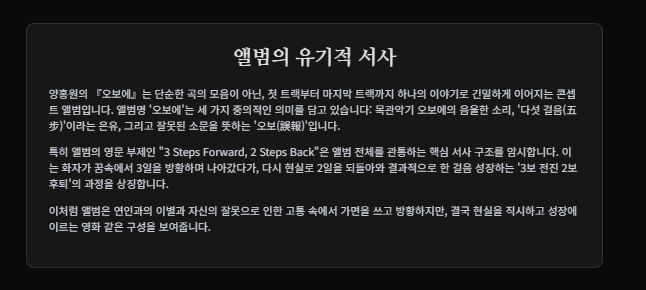 앨범의 유기적 서사
양홍원의 『오보에』는 단순한 곡의 모음이 아닌, 첫 트랙부터 마지막 트랙까지 하나의 이야기로 긴밀하게 이어지는 콘셉
트 앨범입니다. 앨범명 '오보에'는 세 가지 중의적인 의미를 담고 있습니다: 목관악기 오보에의 음울한 소리, '다섯 걸음(五
步)'이라는 은유, 그리고 잘못된 소문을 뜻하는 '오보(誤報)'입니다.
특히 앨범의 영문 부제인 "3 Steps Forward, 2 Steps Back"은 앨범 전체를 관통하는 핵심 서사 구조를 암시합니다. 이
는 화자가 꿈속에서 3일을 방황하며 나아갔다가, 다시 현실로 2일을 되돌아와 결과적으로 한 걸음 성장하는 '3보 전진 2보
후퇴'의 과정을 상징합니다.
이처럼 앨범은 연인과의 이별과 자신의 잘못으로 인한 고통 속에서 가면을 쓰고 방황하지만, 결국 현실을 직시하고 성장에
이르는 영화 같은 구성을 보여줍니다.